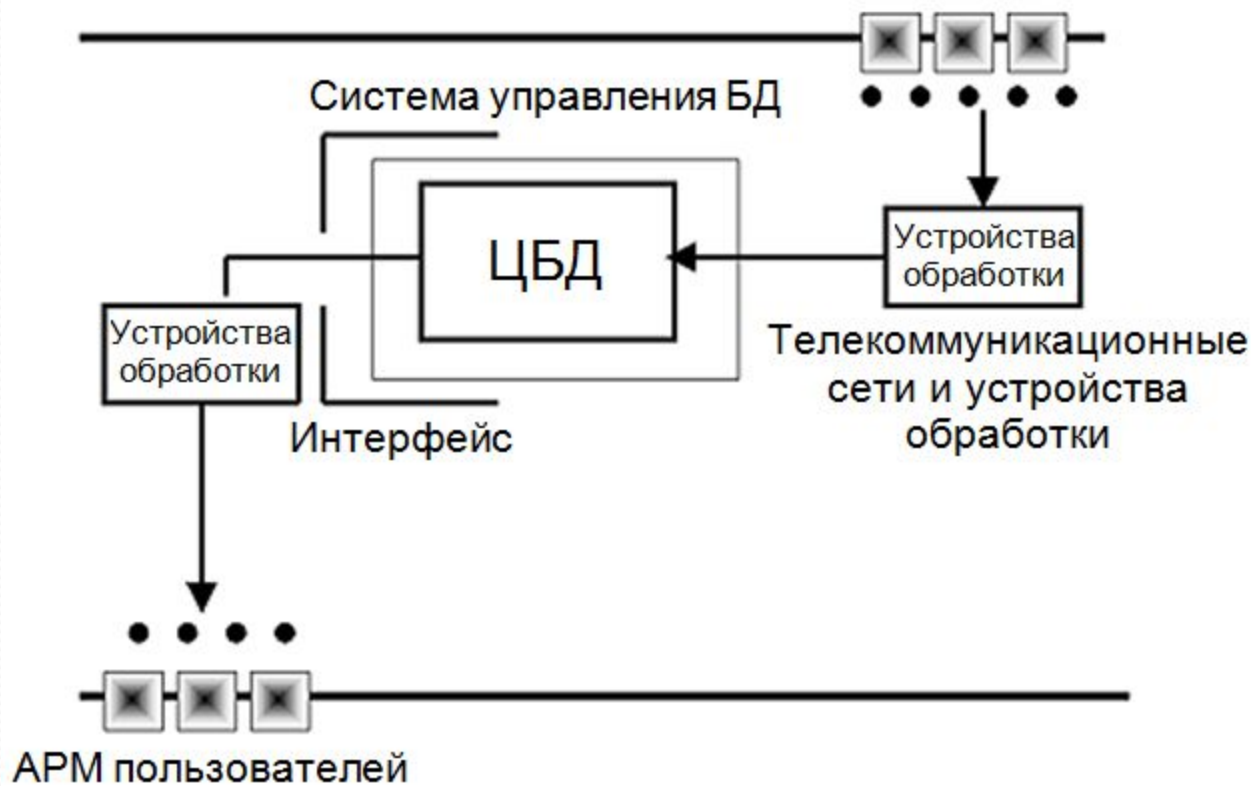 Система управления БД
ЦБД
Устройства
обработки
Устройства
обработки
Телекоммуникационные
сети и устройства
обработки
Интерфейс
АРМ пользователей